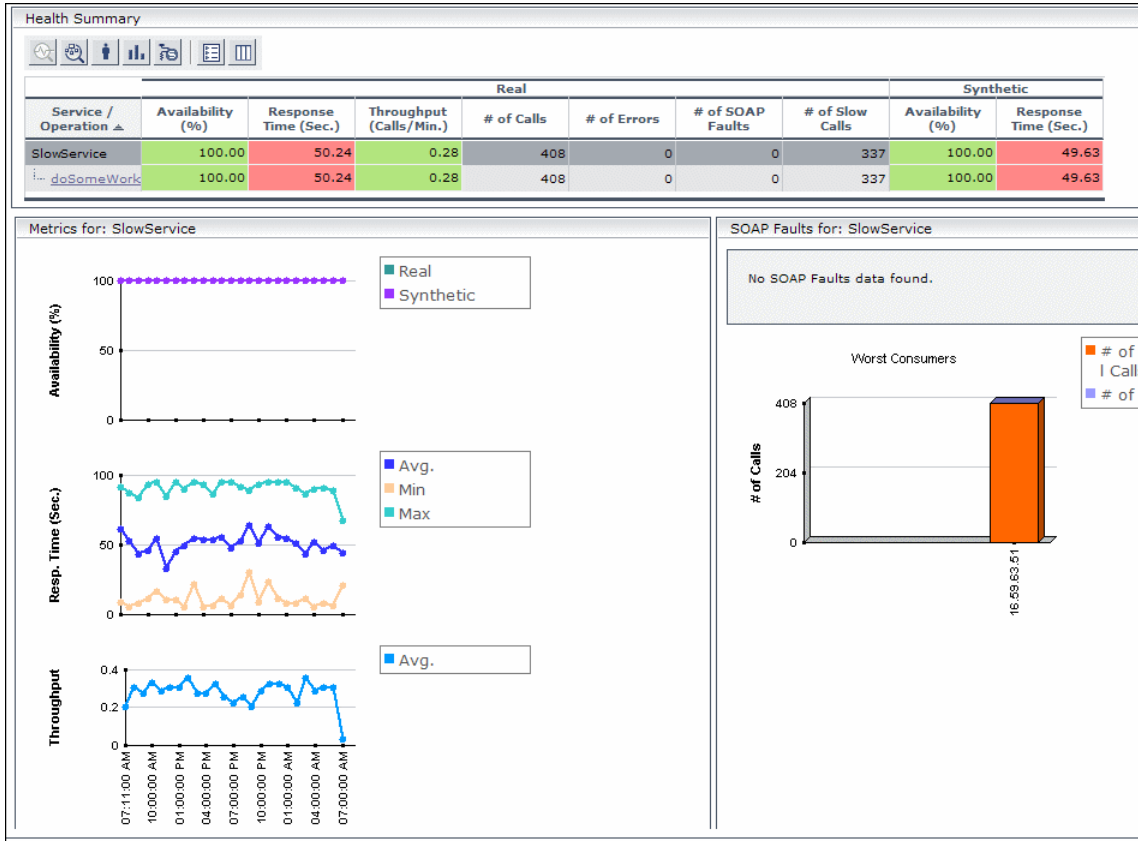 Health Summary
Real Synthetic
Service / Operation Availability (%) Response Time (Sec.) Throughput (Calls/Min.) # of Calls # of Errors # of SOAP Faults # of Slow Calls Availability (%) Response Time (Sec.)
SlowService 100.00 50.24 0.28 408 0 0 337 100.00 49.63
doSomeWork 100.00 50.24 0.28 408 0 0 337 100.00 49.63
Metrics for: SlowService
100
50
0
Availability (%)
Real
Synthetic
100
50
0
Resp. Time (Sec.)
Avg.
Min
Max
0.4
0.2
0
Throughput
Avg.
07:11:00 AM
10:00:00 AM
01:00:00 PM
04:00:00 PM
07:00:00 PM
10:00:00 PM
01:00:00 AM
04:00:00 AM
07:00:00 AM
SOAP Faults for: SlowService
No SOAP Faults data found.
Worst Consumers
# of
l Call
# of
408
204
0
# of Calls
16.59.63.51